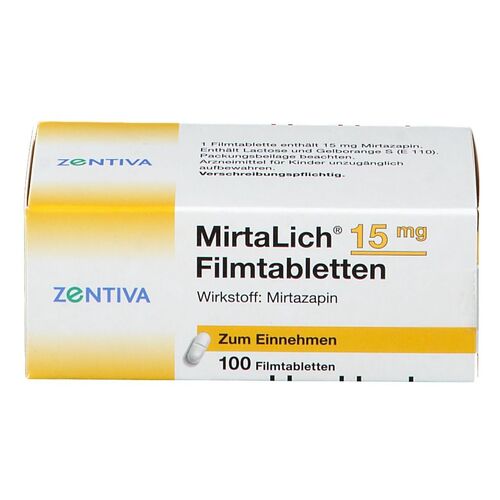 ZENTIVA
1 Filmtablette enthält 15 mg Mirtazapin.
Enthält Lactose und Gelborange S (E 110).
Packungsbeilage beachten.
Arzneimittel für Kinder unzugänglich
aufbewahren.
Verschreibungspflichtig.
MirtaLich® 15 mg
Filmtabletten
Wirkstoff: Mirtazapin
ZENTIVA
Zum Einnehmen
100 Filmtabletten